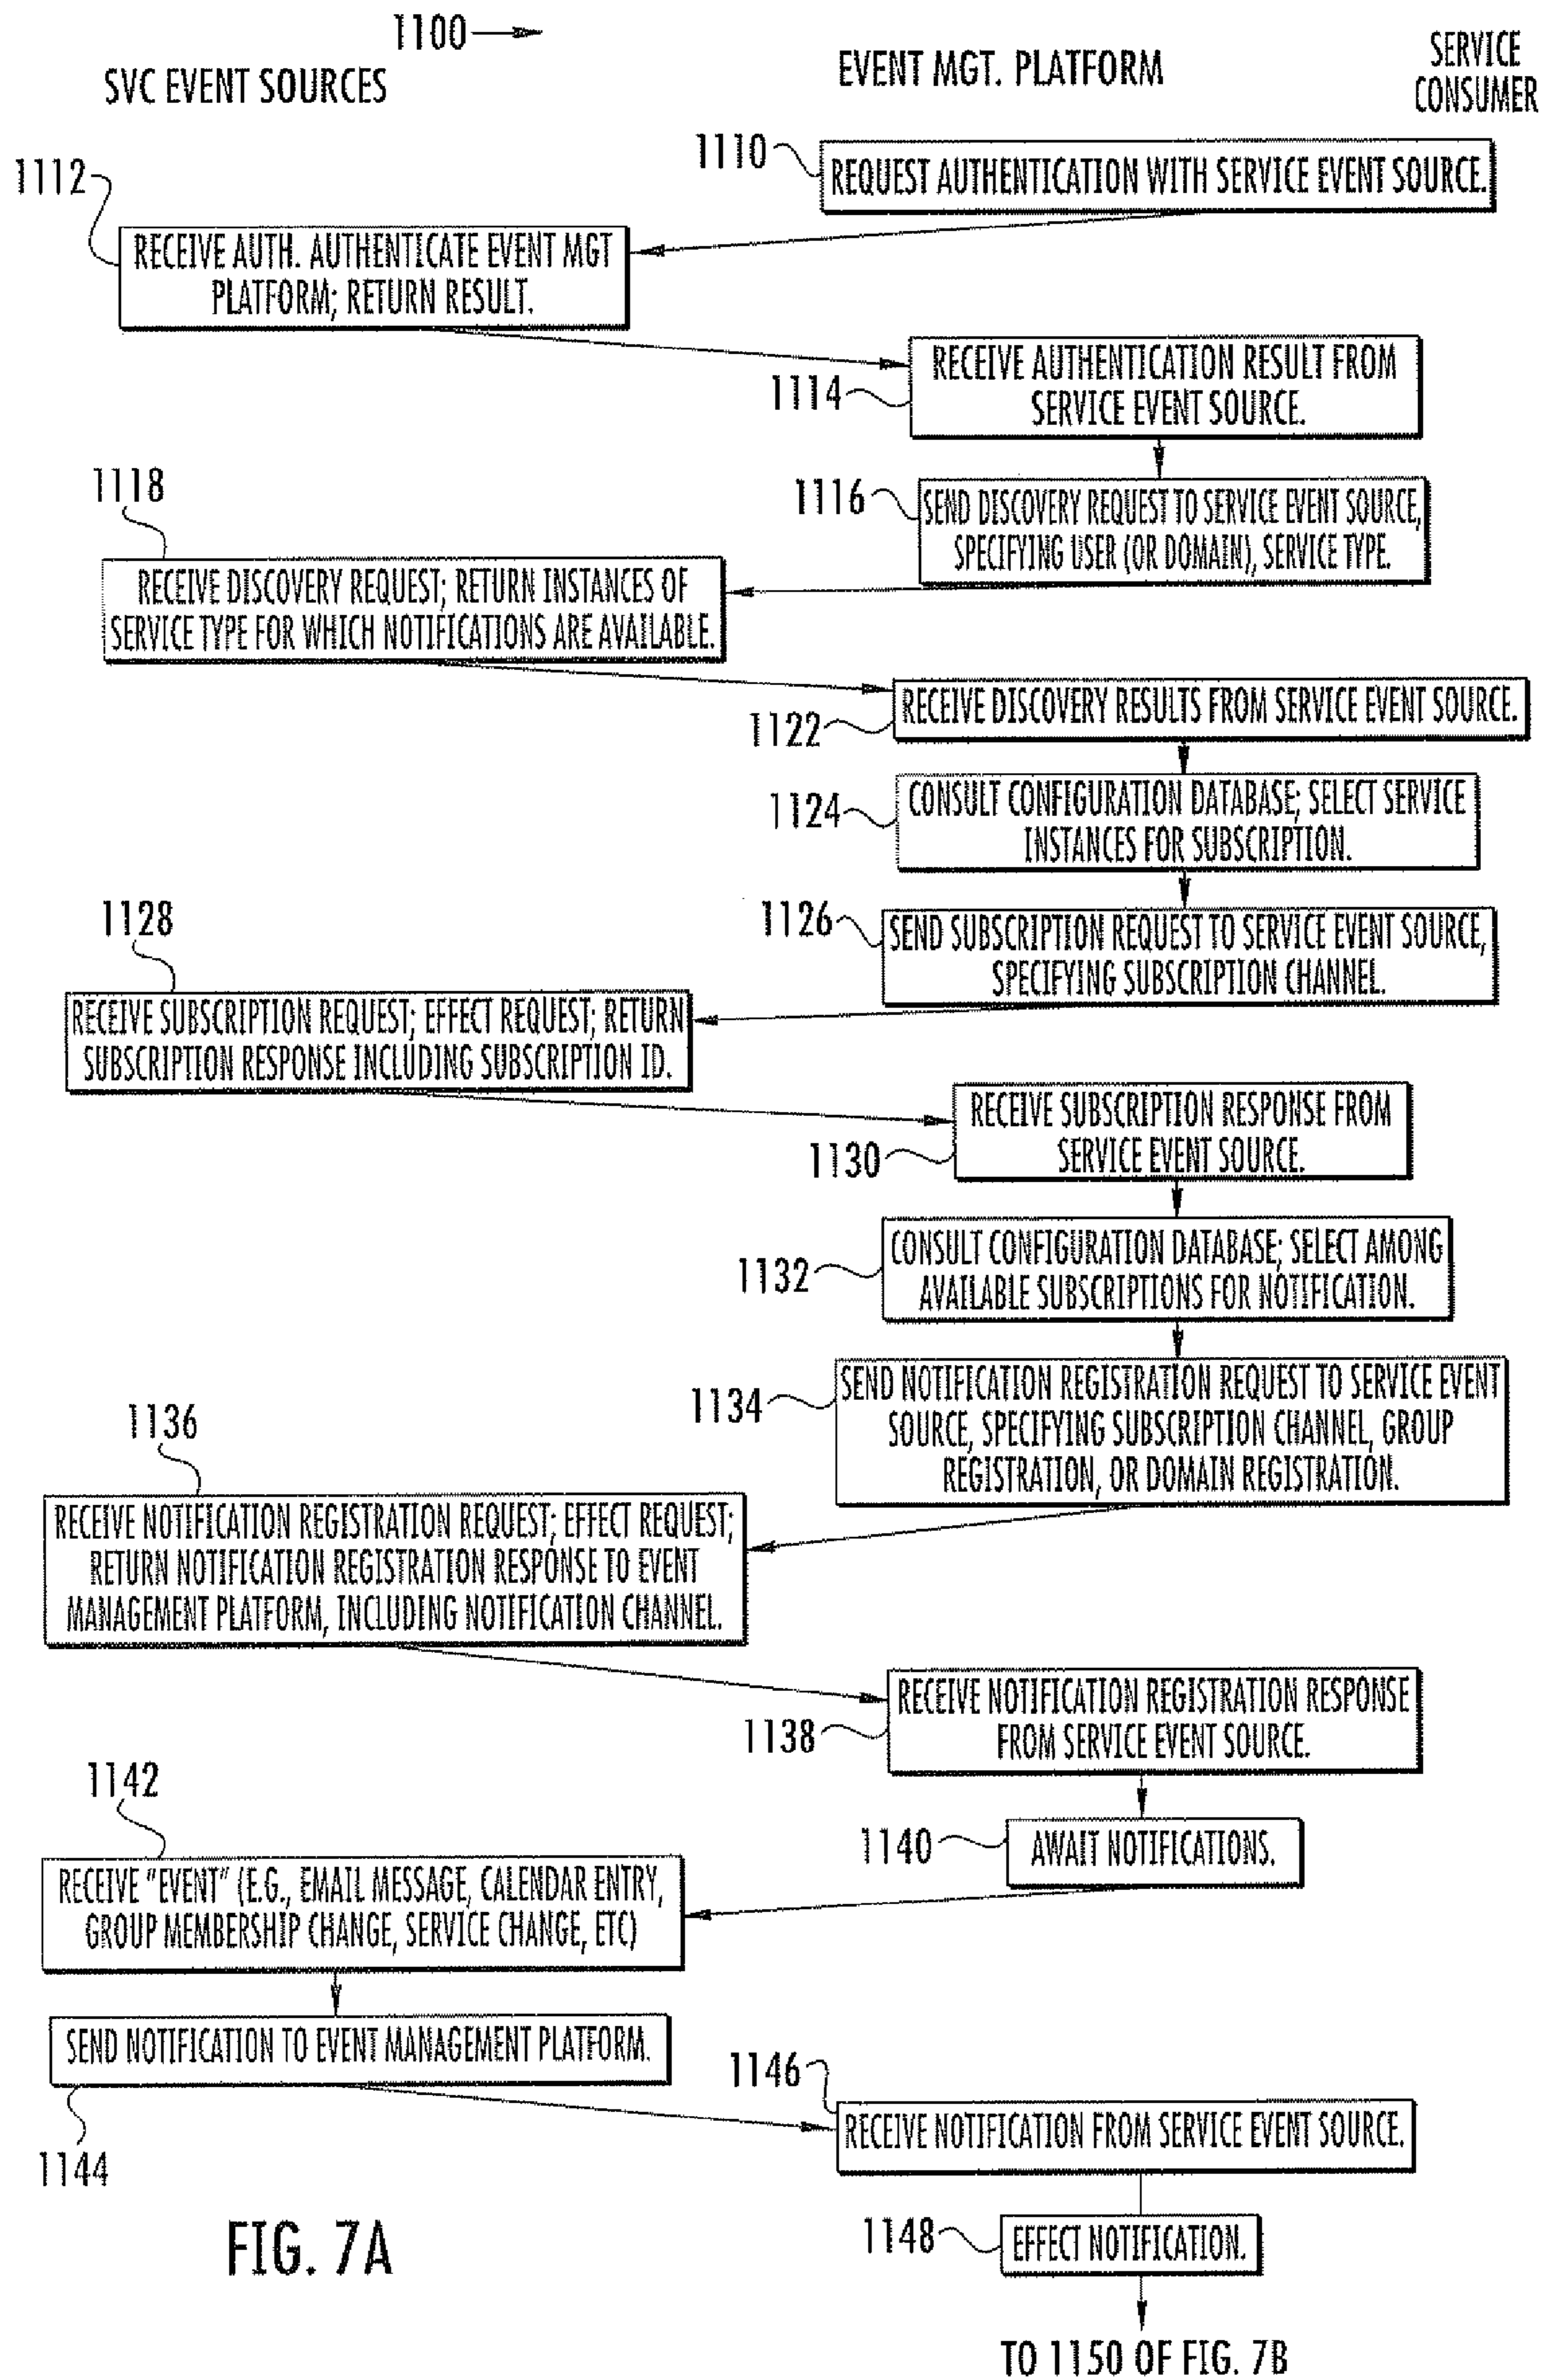 1100
SVC EVENT SOURCES
EVENT MGT. PLATFORM
SERVICE
CONSUMER
1110
REQUEST AUTHENTICATION WITH SERVICE EVENT SOURCE.
1112
RECEIVE AUTH. AUTHENTICATE EVENT MGT
PLATFORM; RETURN RESULT.
RECEIVE AUTHENTICATION RESULT FROM
SERVICE EVENT SOURCE.
1114
1116
SEND DISCOVERY REQUEST TO SERVICE EVENT SOURCE,
SPECIFYING USER (OR DOMAIN), SERVICE TYPE.
1118
RECEIVE DISCOVERY REQUEST; RETURN INSTANCES OF
SERVICE TYPE FOR WHICH NOTIFICATIONS ARE AVAILABLE.
RECEIVE DISCOVERY RESULTS FROM SERVICE EVENT SOURCE.
1122
1124
CONSULT CONFIGURATION DATABASE; SELECT SERVICE
INSTANCES FOR SUBSCRIPTION.
1126
SEND SUBSCRIPTION REQUEST TO SERVICE EVENT SOURCE,
SPECIFYING SUBSCRIPTION CHANNEL.
1128
RECEIVE SUBSCRIPTION REQUEST; EFFECT REQUEST; RETURN
SUBSCRIPTION RESPONSE INCLUDING SUBSCRIPTION ID.
RECEIVE SUBSCRIPTION RESPONSE FROM
SERVICE EVENT SOURCE.
1130
1132
CONSULT CONFIGURATION DATABASE; SELECT AMONG
AVAILABLE SUBSCRIPTIONS FOR NOTIFICATION.
1134
SEND NOTIFICATION REGISTRATION REQUEST TO SERVICE EVENT
SOURCE, SPECIFYING SUBSCRIPTION CHANNEL, GROUP
REGISTRATION, OR DOMAIN REGISTRATION.
1136
RECEIVE NOTIFICATION REGISTRATION REQUEST; EFFECT REQUEST;
RETURN NOTIFICATION REGISTRATION RESPONSE TO EVENT
MANAGEMENT PLATFORM, INCLUDING NOTIFICATION CHANNEL.
RECEIVE NOTIFICATION REGISTRATION RESPONSE
FROM SERVICE EVENT SOURCE.
1138
1140
AWAIT NOTIFICATIONS.
1142
RECEIVE "EVENT" (E.G., EMAIL MESSAGE, CALENDAR ENTRY,
GROUP MEMBERSHIP CHANGE, SERVICE CHANGE, ETC)
SEND NOTIFICATION TO EVENT MANAGEMENT PLATFORM.
1144
1146
RECEIVE NOTIFICATION FROM SERVICE EVENT SOURCE.
1148
EFFECT NOTIFICATION.
FIG. 7A
TO 1150 OF FIG. 7B